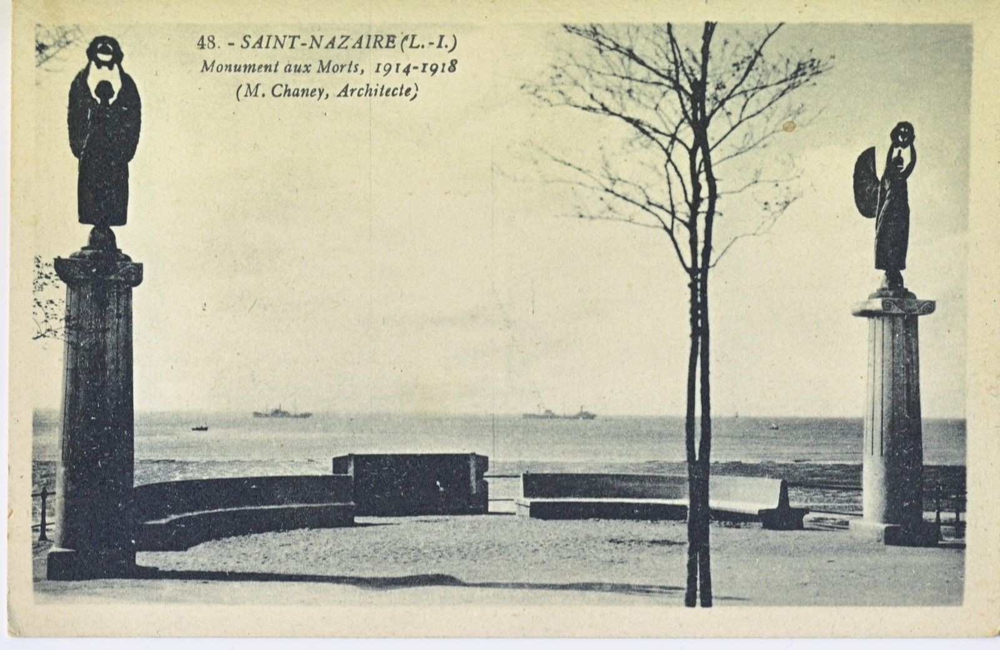 48. - SAINT-NAZAIRE (L.-I.)
Monument aux Morts, 1914-1918
(M. Chaney, Architecte)